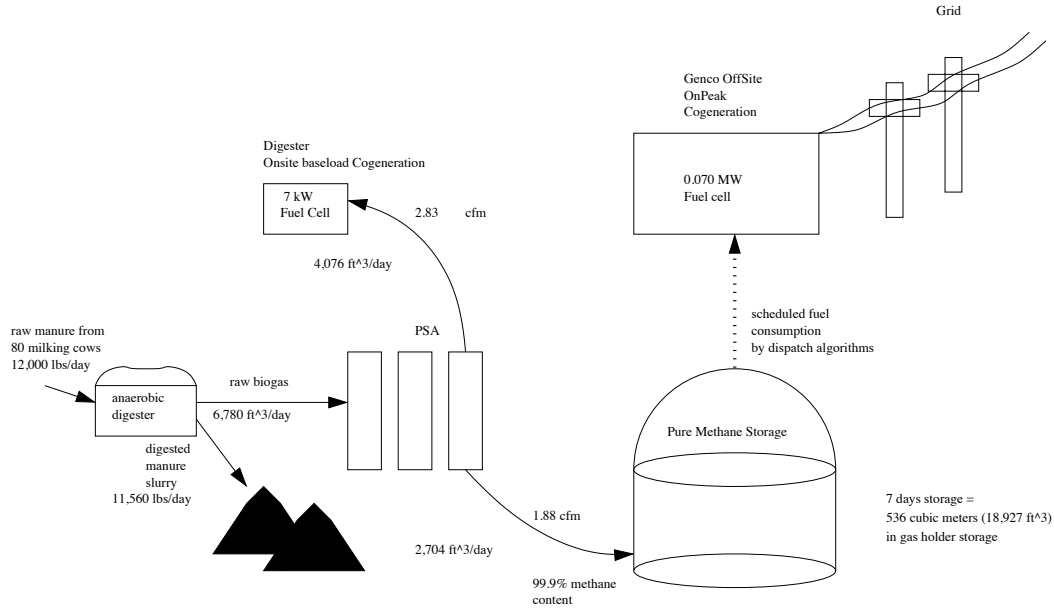 Grid
Genco OffSite
OnPeak
Cogeneration
0.070 MW
Fuel cell
Digester
Onsite baseload Cogeneration
7 kW
Fuel Cell
2.83 cfm
4,076 ft^3/day
PSA
raw manure from
80 milking cows
12,000 lbs/day
anaerobic
digester
raw biogas
6,780 ft^3/day
digested
manure
slurry
11,560 lbs/day
scheduled fuel
consumption
by dispatch algorithms
Pure Methane Storage
1.88 cfm
2,704 ft^3/day
99.9% methane
content
7 days storage =
536 cubic meters (18,927 ft^3)
in gas holder storage